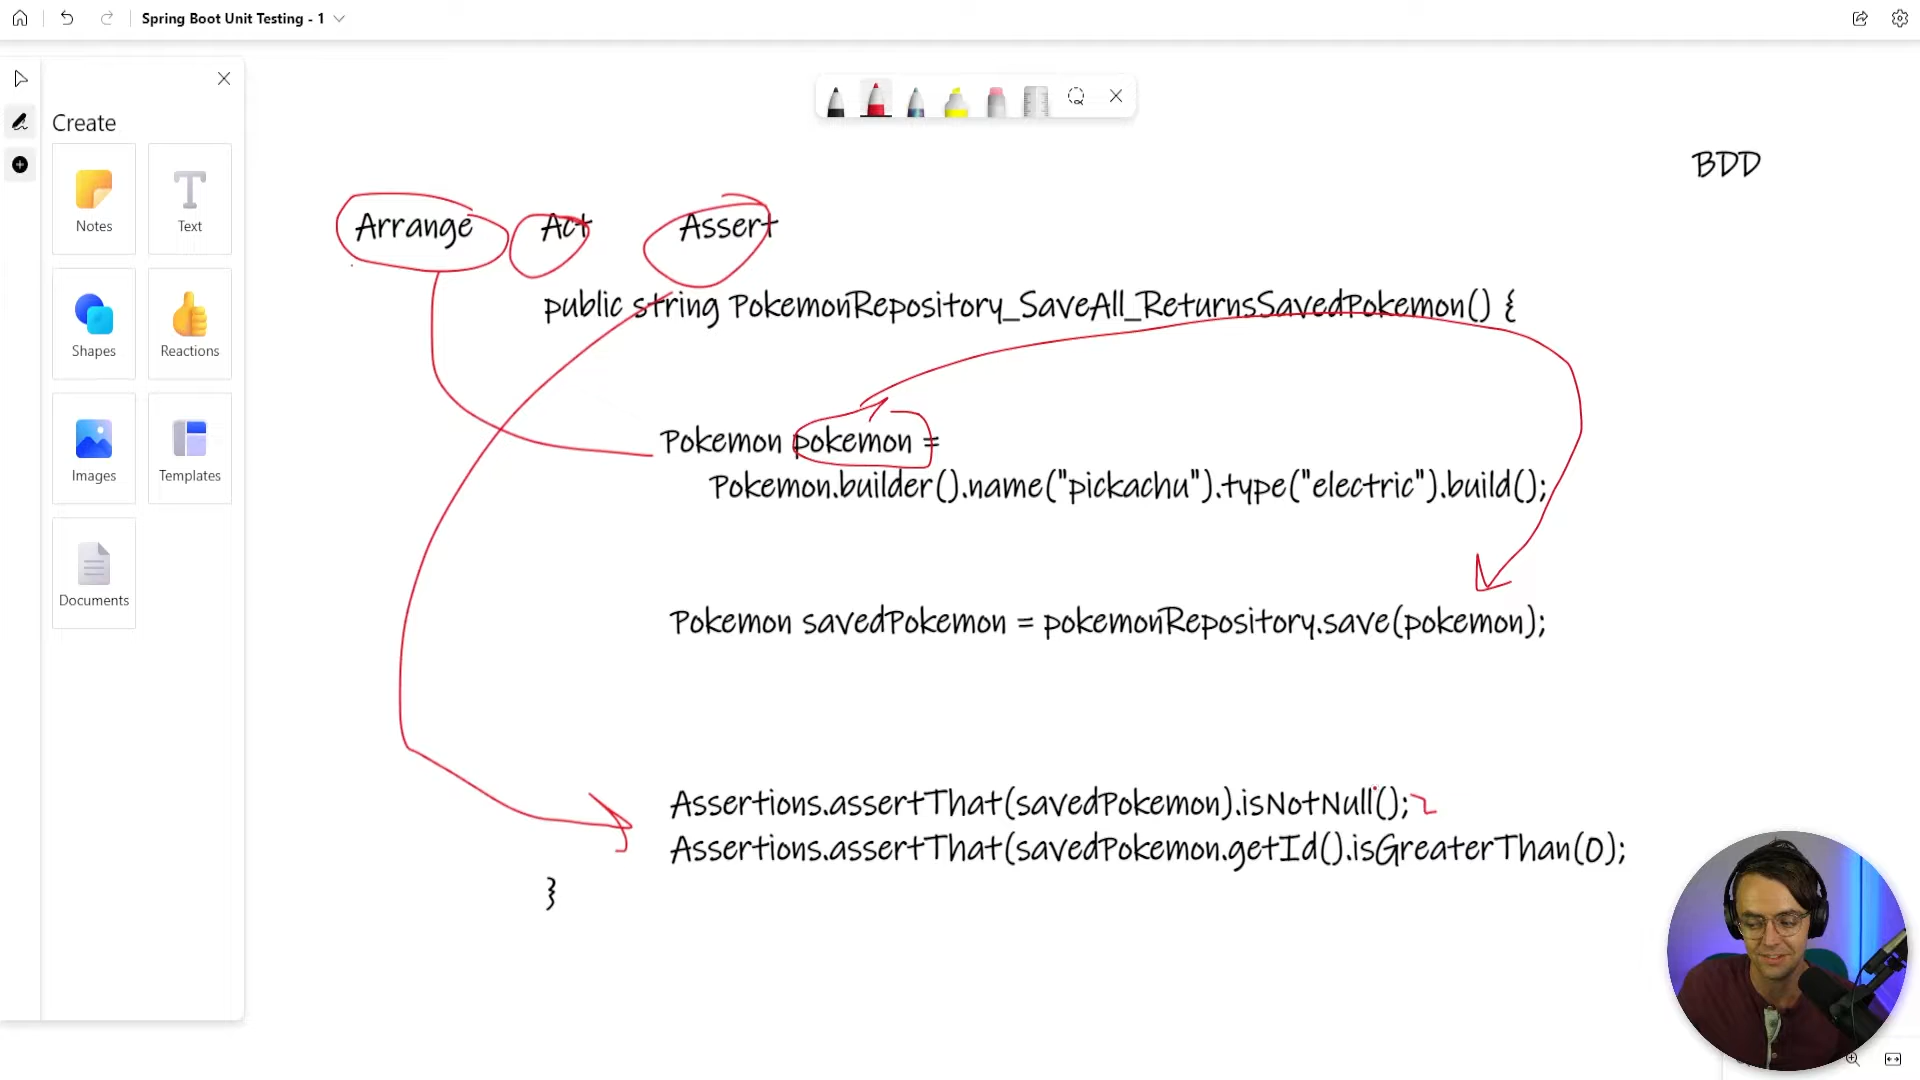 Spring Boot Unit Testing - 1
Create
Notes
Text
Shapes
Reactions
Images
Templates
Documents
BDD
Arrange Act Assert
public string PokemonRepository_SaveAll_ReturnsSavedPokemon() {
Pokemon pokemon =
Pokemon.builder().name("pickachu").type("electric").build();
Pokemon savedPokemon = pokemonRepository.save(pokemon);
Assertions.assertThat(savedPokemon).isNotNull();
Assertions.assertThat(savedPokemon.getId().isGreaterThan(0);
}